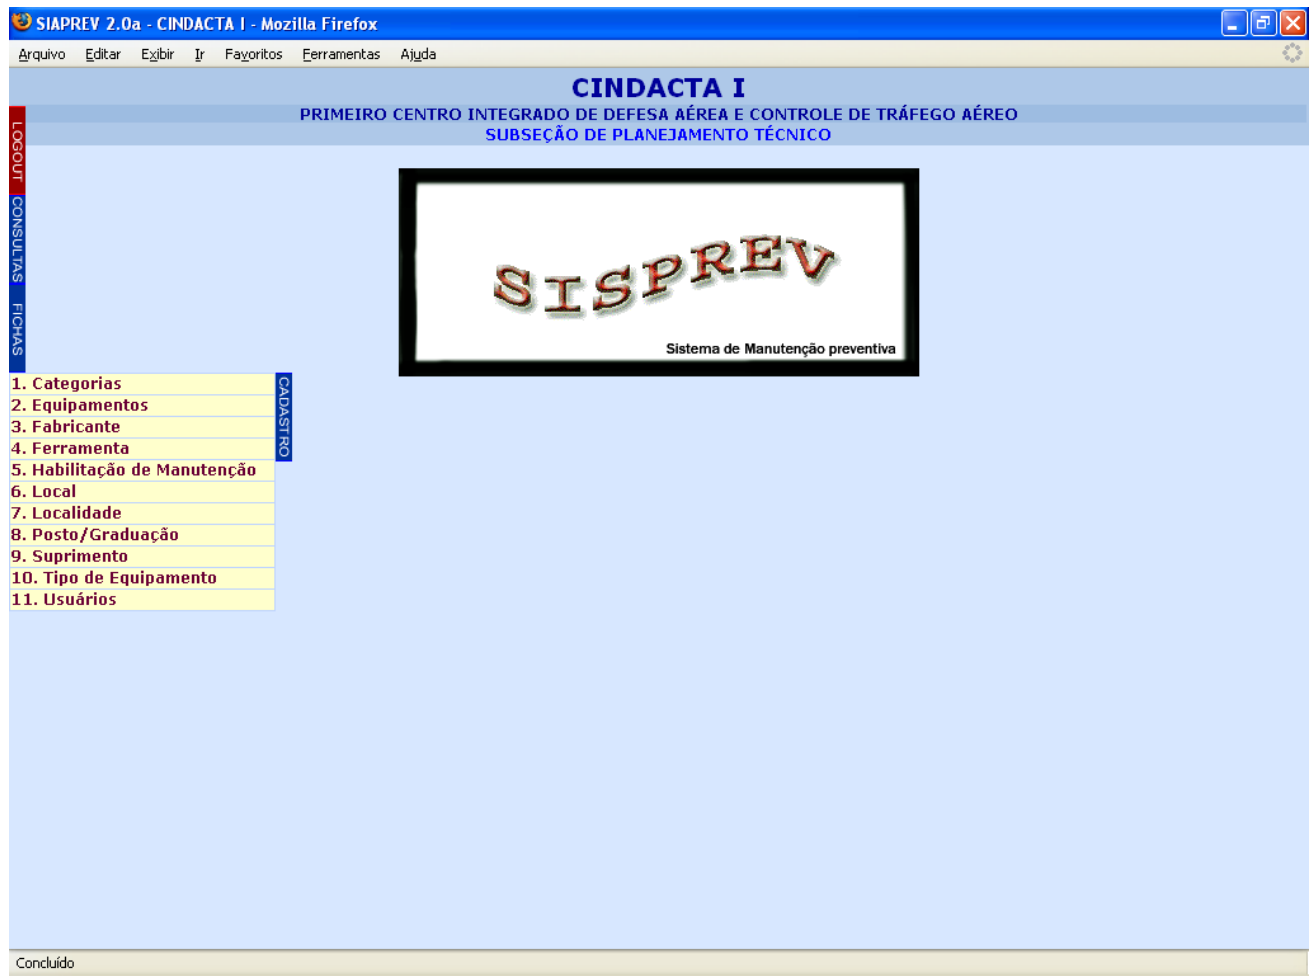 SIAPREV 2.0a - CINDACTA I - Mozilla Firefox
Arquivo Editar Exibir Ir Favoritos Ferramentas Ajuda
CINDACTA I
PRIMEIRO CENTRO INTEGRADO DE DEFESA AÉREA E CONTROLE DE TRÁFEGO AÉREO
SUBSEÇÃO DE PLANEJAMENTO TÉCNICO
LOGOUT
CONSULTAS
FICHAS
SISPREV
Sistema de Manutenção preventiva
CADASTRO
1. Categorias
2. Equipamentos
3. Fabricante
4. Ferramenta
5. Habilitação de Manutenção
6. Local
7. Localidade
8. Posto/Graduação
9. Suprimento
10. Tipo de Equipamento
11. Usuários
Concluído